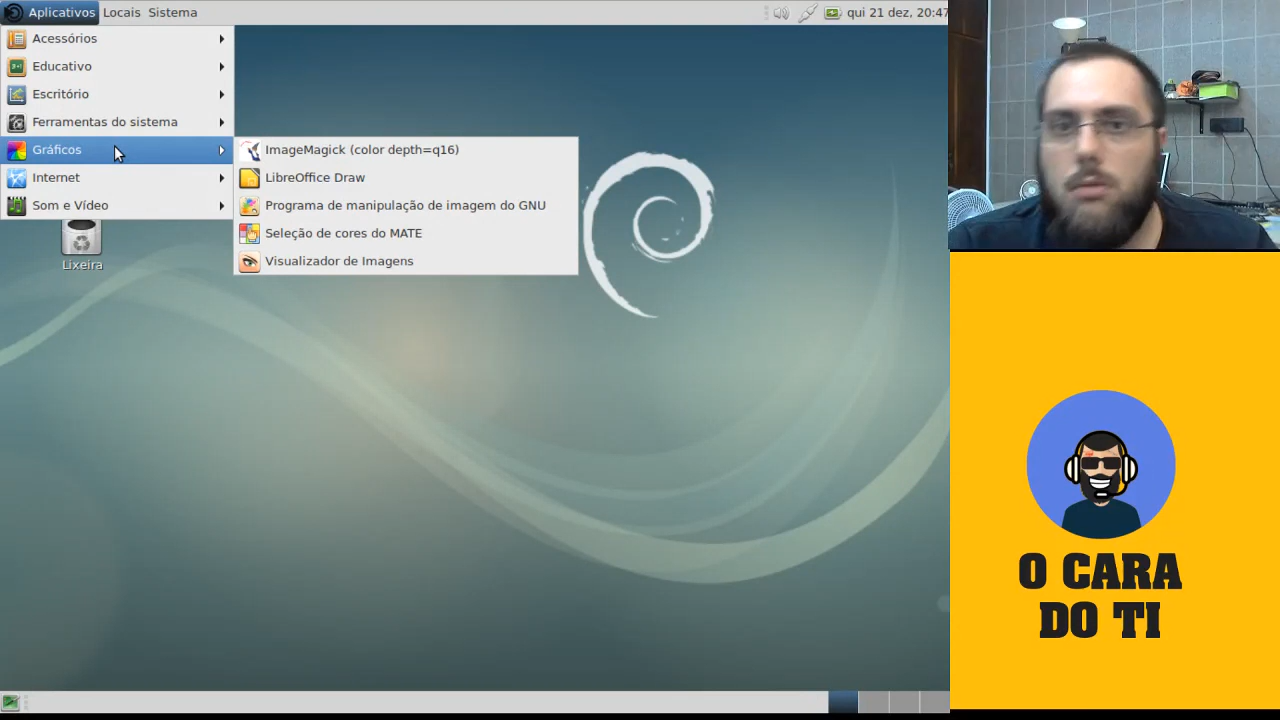 Aplicativos Locais Sistema
qui 21 dez, 20:47
Acessórios
Educativo
Escritório
Ferramentas do sistema
Gráficos
Internet
Som e Vídeo
ImageMagick (color depth=q16)
LibreOffice Draw
Programa de manipulação de imagem do GNU
Seleção de cores do MATE
Visualizador de Imagens
Lixeira
O CARA
DO TI